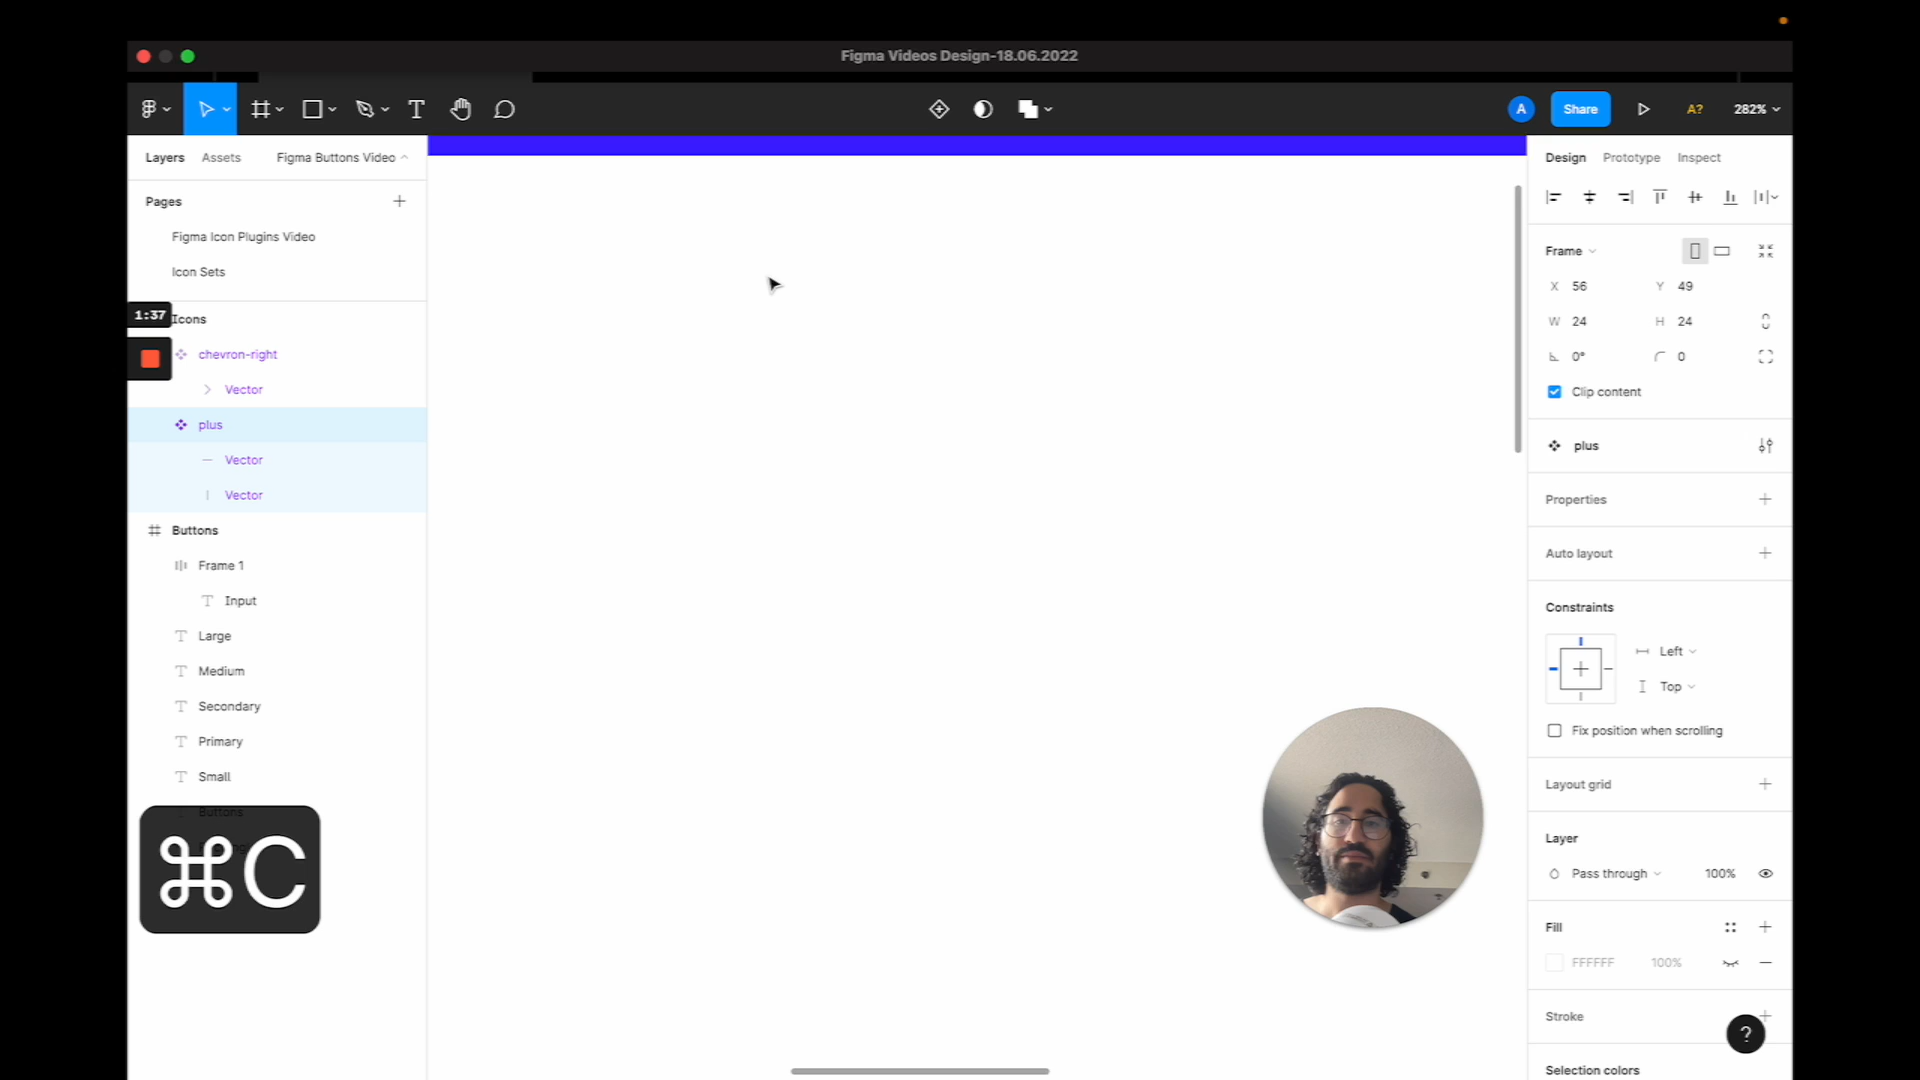 Figma Videos Design-18.06.2022
A
Share
A?
282%
Layers
Assets
Figma Buttons Video
Design
Prototype
Inspect
Pages
Figma Icon Plugins Video
Icon Sets
1:37
Icons
chevron-right
Vector
plus
Vector
Vector
Buttons
Frame 1
Input
Large
Medium
Secondary
Primary
Small
Buttons
⌘C
Frame
X 56
Y 49
W 24
H 24
0°
0
Clip content
plus
Properties
Auto layout
Constraints
Left
Top
Fix position when scrolling
Layout grid
Layer
Pass through
100%
Fill
FFFFFF
100%
Stroke
?
Selection colors